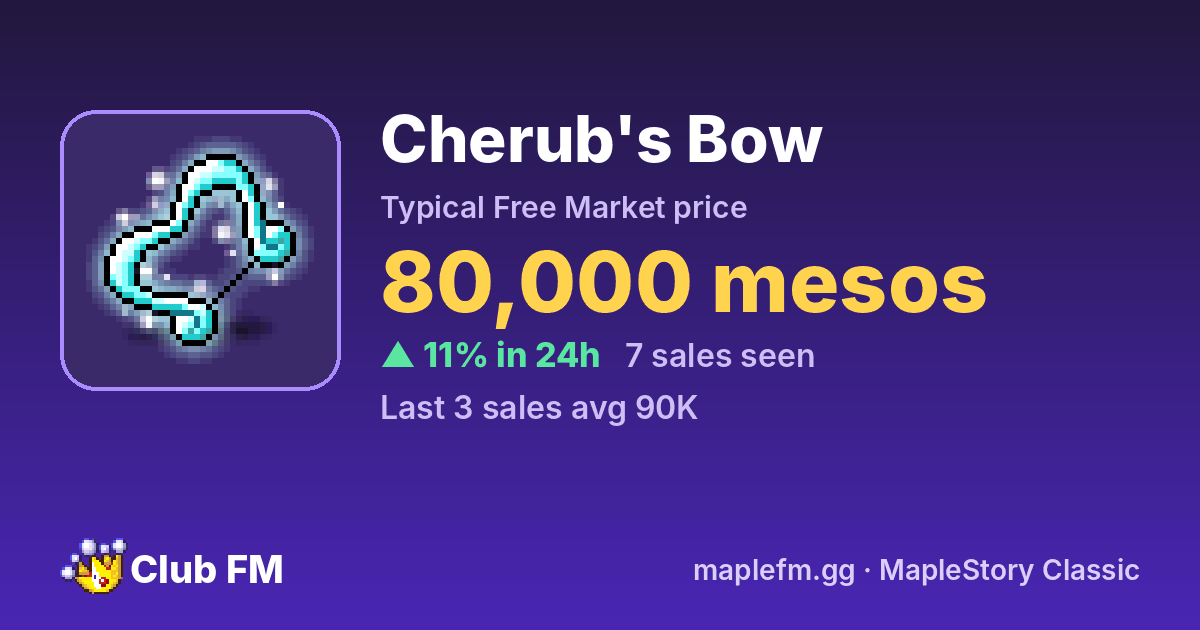 Cherub's Bow
Typical Free Market price
80,000 mesos
▲ 11% in 24h 7 sales seen
Last 3 sales avg 90K
Club FM
maplefm.gg · MapleStory Classic